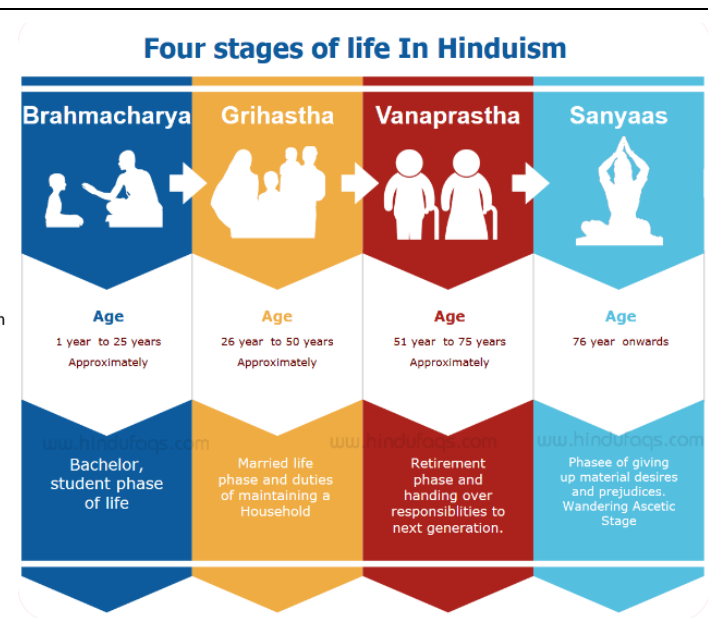 Four stages of life In Hinduism
Brahmacharya
Grihastha
Vanaprastha
Sanyaas
n
Age
1 year to 25 years
Approximately
Age
26 year to 50 years
Approximately
Age
51 year to 75 years
Approximately
Age
76 year onwards
www.hindufaqs.com
www.hindufaqs.com
www.hindufaqs.com
Bachelor,
student phase
of life
Married life
phase and duties
of maintaining a
Household
Retirement
phase and
handing over
responsiblities to
next generation.
Phasee of giving
up material desires
and prejudices.
Wandering Ascetic
Stage